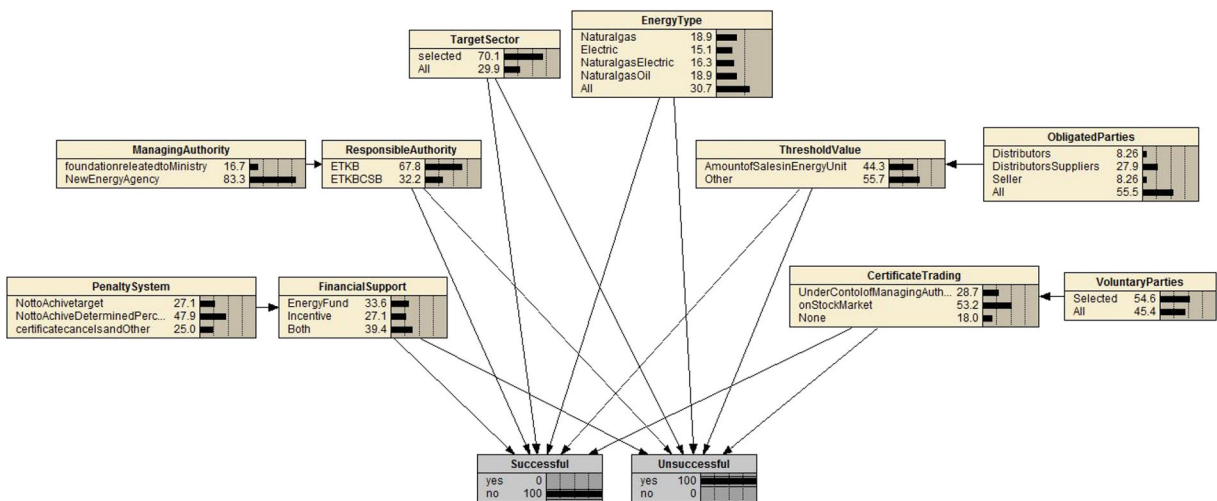 EnergyType
Naturalgas 18.9
Electric 15.1
NaturalgasElectric 16.3
NaturalgasOil 18.9
All 30.7
TargetSector
selected 70.1
All 29.9
ManagingAuthority
foundationreleatedtoMinistry 16.7
NewEnergyAgency 83.3
ResponsibleAuthority
ETKB 67.8
ETKBCSB 32.2
ThresholdValue
AmountofSalesinEnergyUnit 44.3
Other 55.7
ObligatedParties
Distributors 8.26
DistributorsSuppliers 27.9
Seller 8.26
All 55.5
PenaltySystem
NottoAchivetarget 27.1
NottoAchiveDeterminedPerc... 47.9
certificatecancelsandOther 25.0
FinancialSupport
EnergyFund 33.6
Incentive 27.1
Both 39.4
CertificateTrading
UnderContolofManagingAuth... 28.7
onStockMarket 53.2
None 18.0
VoluntaryParties
Selected 54.6
All 45.4
Successful
yes 0
no 100
Unsuccessful
yes 100
no 0